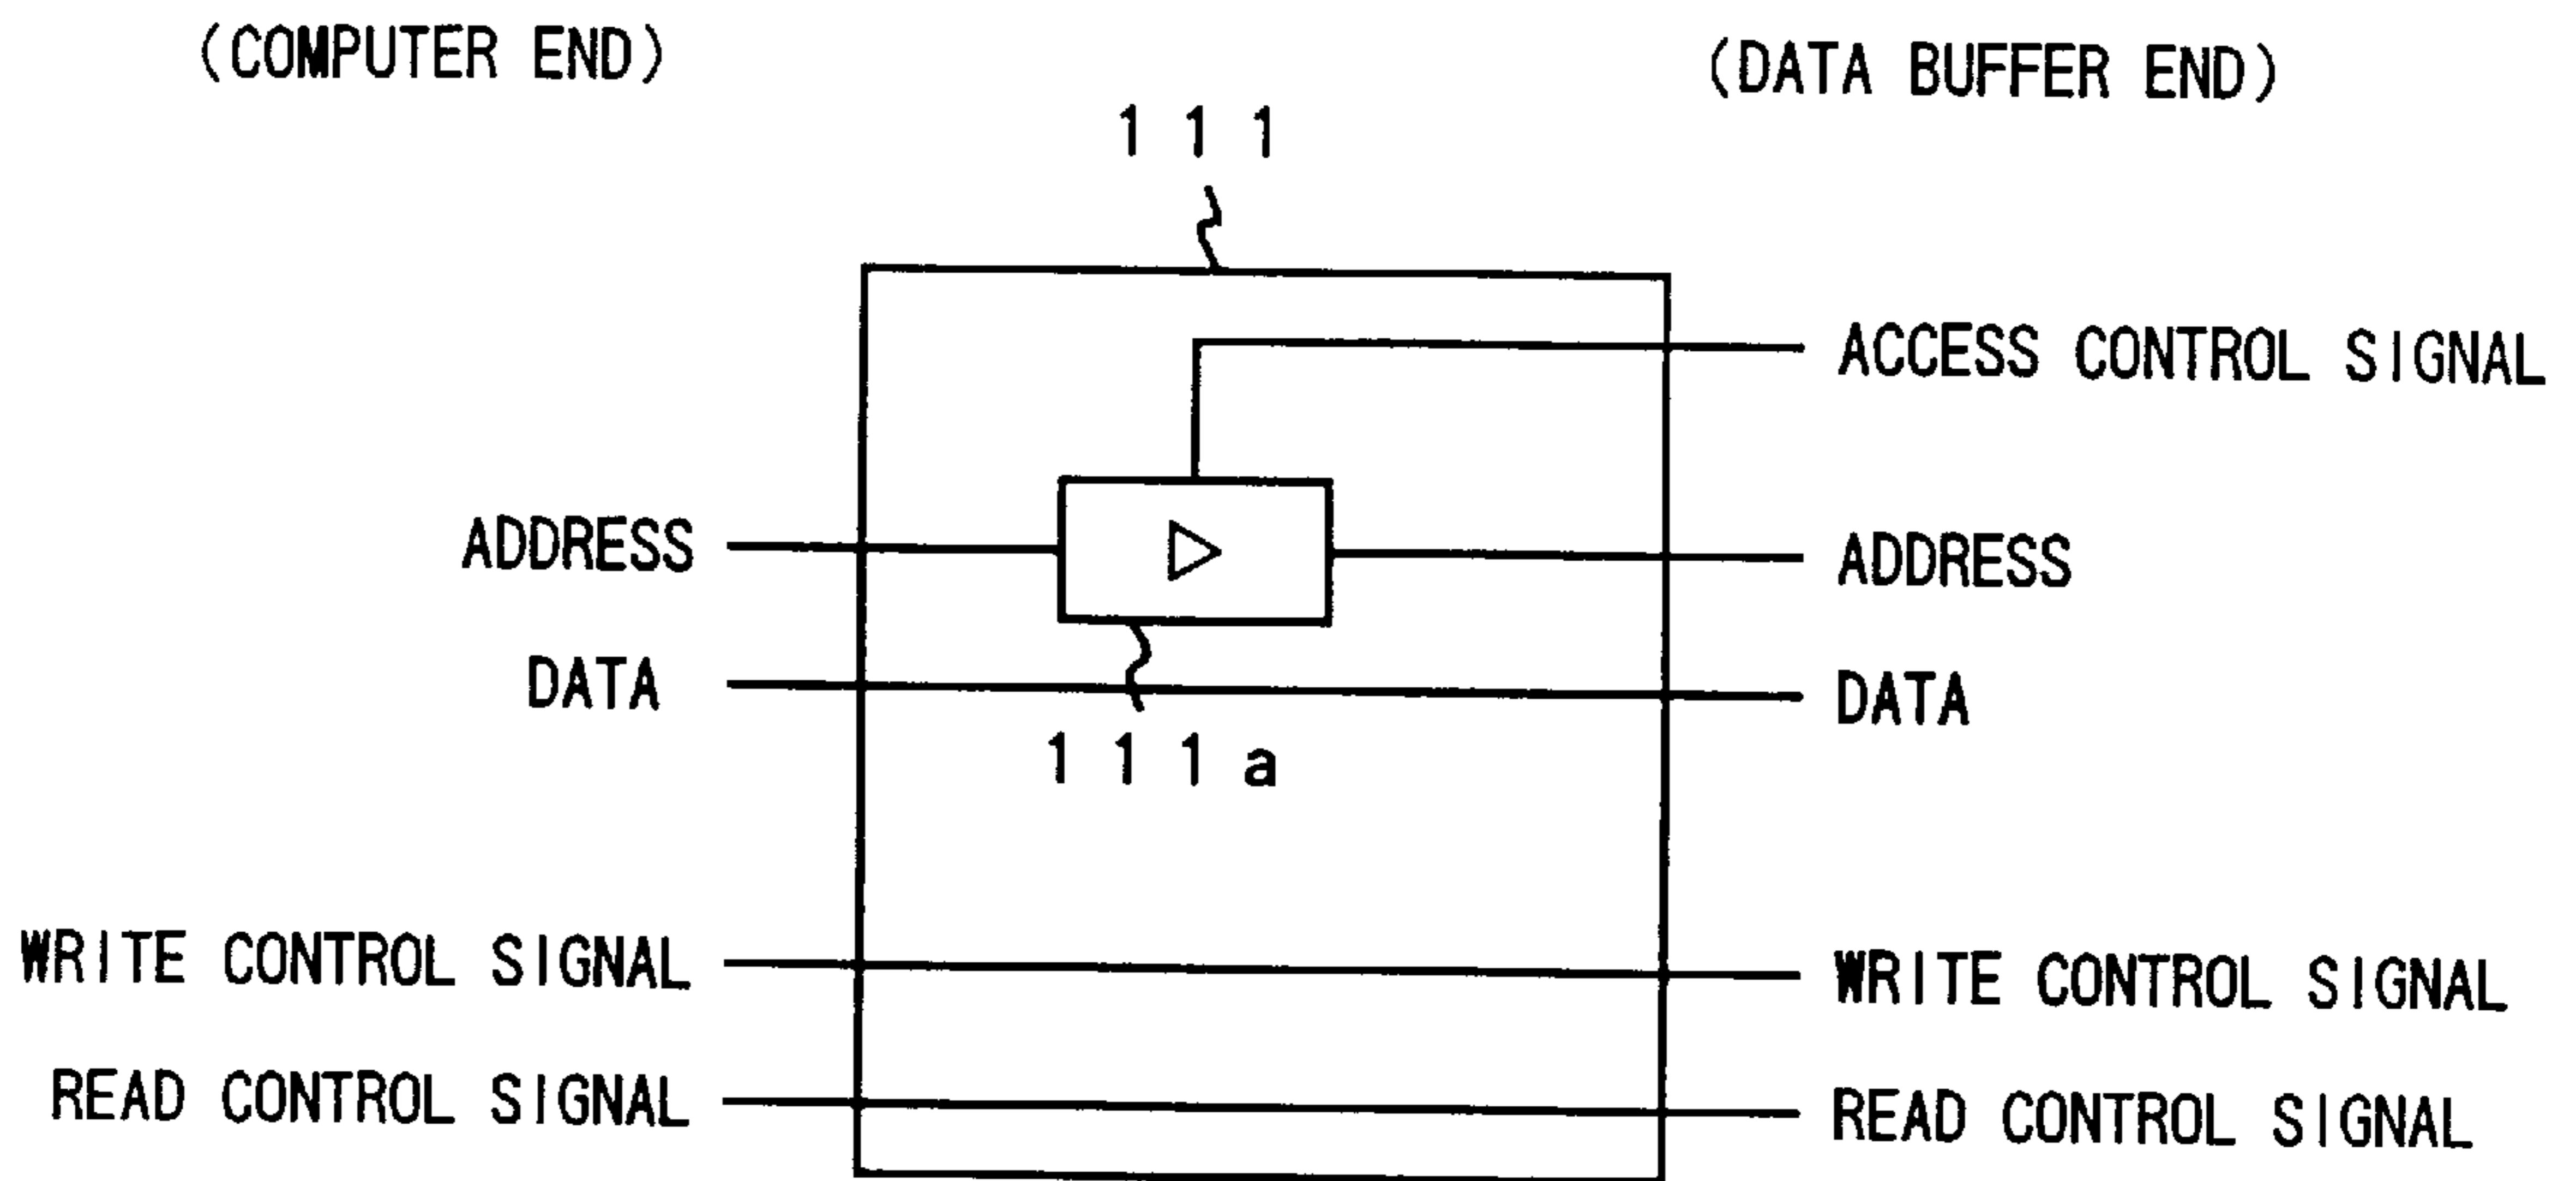 (COMPUTER END)
(DATA BUFFER END)
111
ACCESS CONTROL SIGNAL
ADDRESS
ADDRESS
DATA
DATA
111a
WRITE CONTROL SIGNAL
WRITE CONTROL SIGNAL
READ CONTROL SIGNAL
READ CONTROL SIGNAL